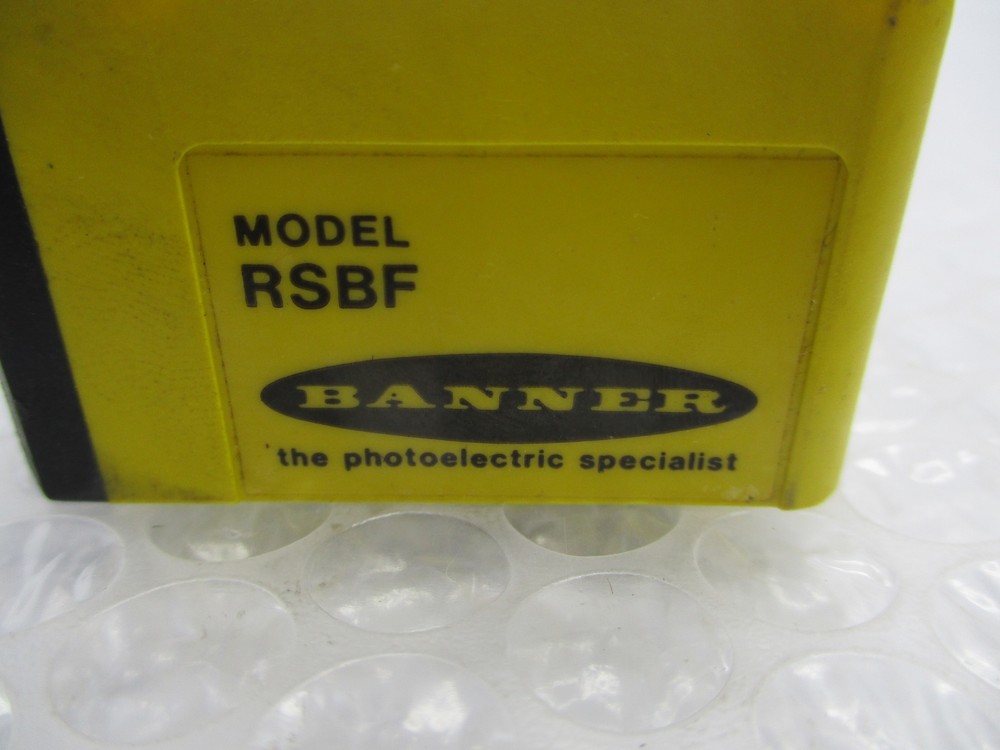 MODEL
RSBF
BANNER
the photoelectric specialist